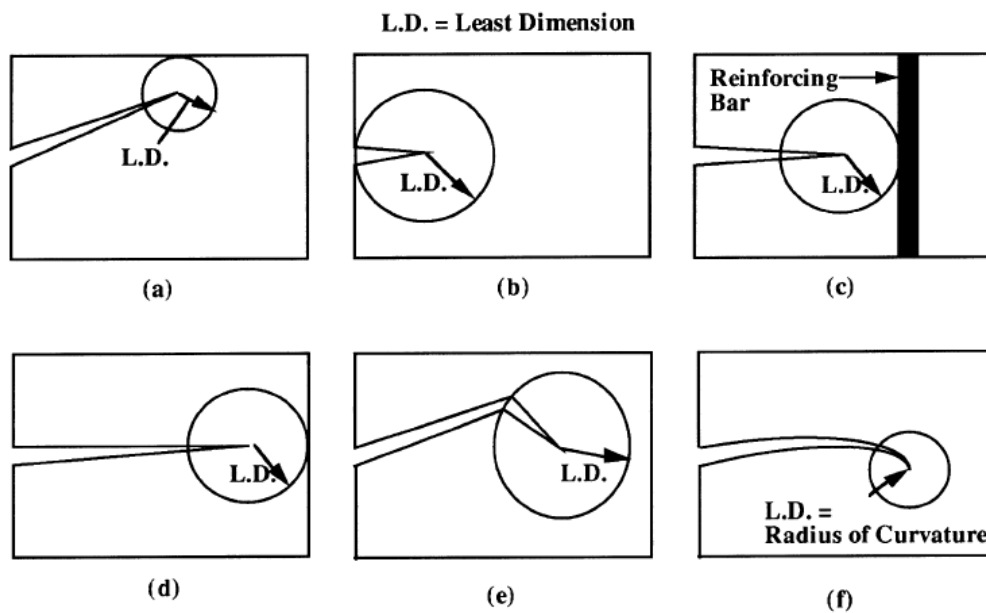 L.D. = Least Dimension
L.D.
(a)
L.D.
(b)
Reinforcing
Bar
L.D.
(c)
L.D.
(d)
L.D.
(e)
L.D. =
Radius of Curvature
(f)